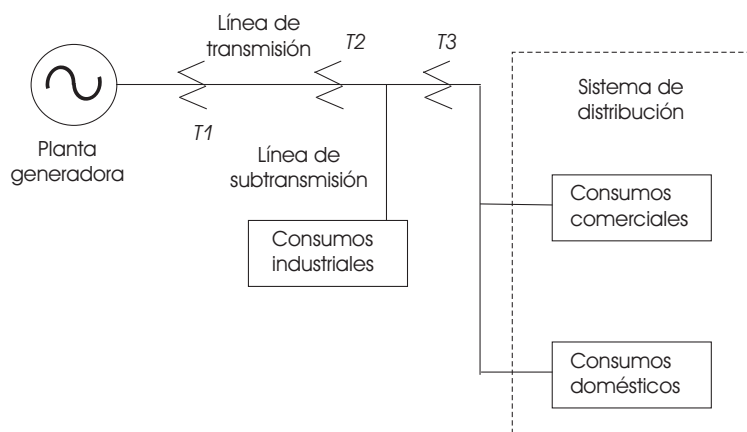 Línea de
transmisión
T2
T3
T1
Planta
generadora
Línea de
subtransmisión
Consumos
industriales
Sistema de
distribución
Consumos
comerciales
Consumos
domésticos